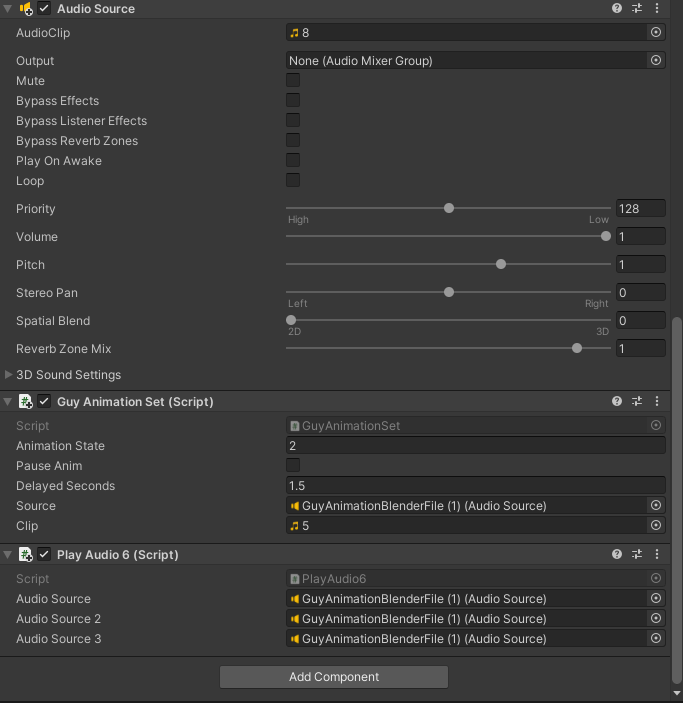 Audio Source
AudioClip 8
Output None (Audio Mixer Group)
Mute
Bypass Effects
Bypass Listener Effects
Bypass Reverb Zones
Play On Awake
Loop
Priority 128
High Low
Volume 1
Pitch 1
Stereo Pan 0
Left Right
Spatial Blend 0
2D 3D
Reverb Zone Mix 1
3D Sound Settings
Guy Animation Set (Script)
Script GuyAnimationSet
Animation State 2
Pause Anim
Delayed Seconds 1.5
Source GuyAnimationBlenderFile (1) (Audio Source)
Clip 5
Play Audio 6 (Script)
Script PlayAudio6
Audio Source GuyAnimationBlenderFile (1) (Audio Source)
Audio Source 2 GuyAnimationBlenderFile (1) (Audio Source)
Audio Source 3 GuyAnimationBlenderFile (1) (Audio Source)
Add Component